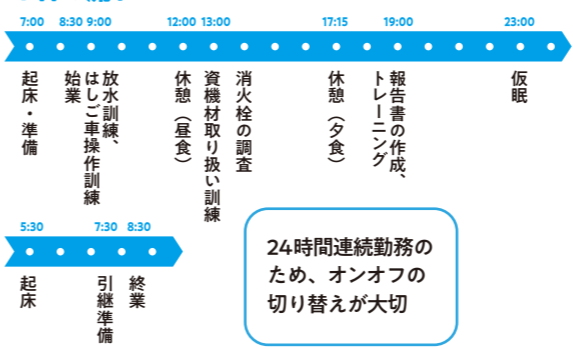 7:00
8:30
9:00
12:00
13:00
17:15
19:00
23:00
起床・準備
始業
放水訓練、
はしご車操作訓練
休憩（昼食）
資機材取り扱い訓練
消火栓の調査
休憩（夕食）
報告書の作成、
トレーニング
仮眠
5:30
7:30
8:30
起床
引継準備
終業
24時間連続勤務の
ため、オンオフの
切り替えが大切